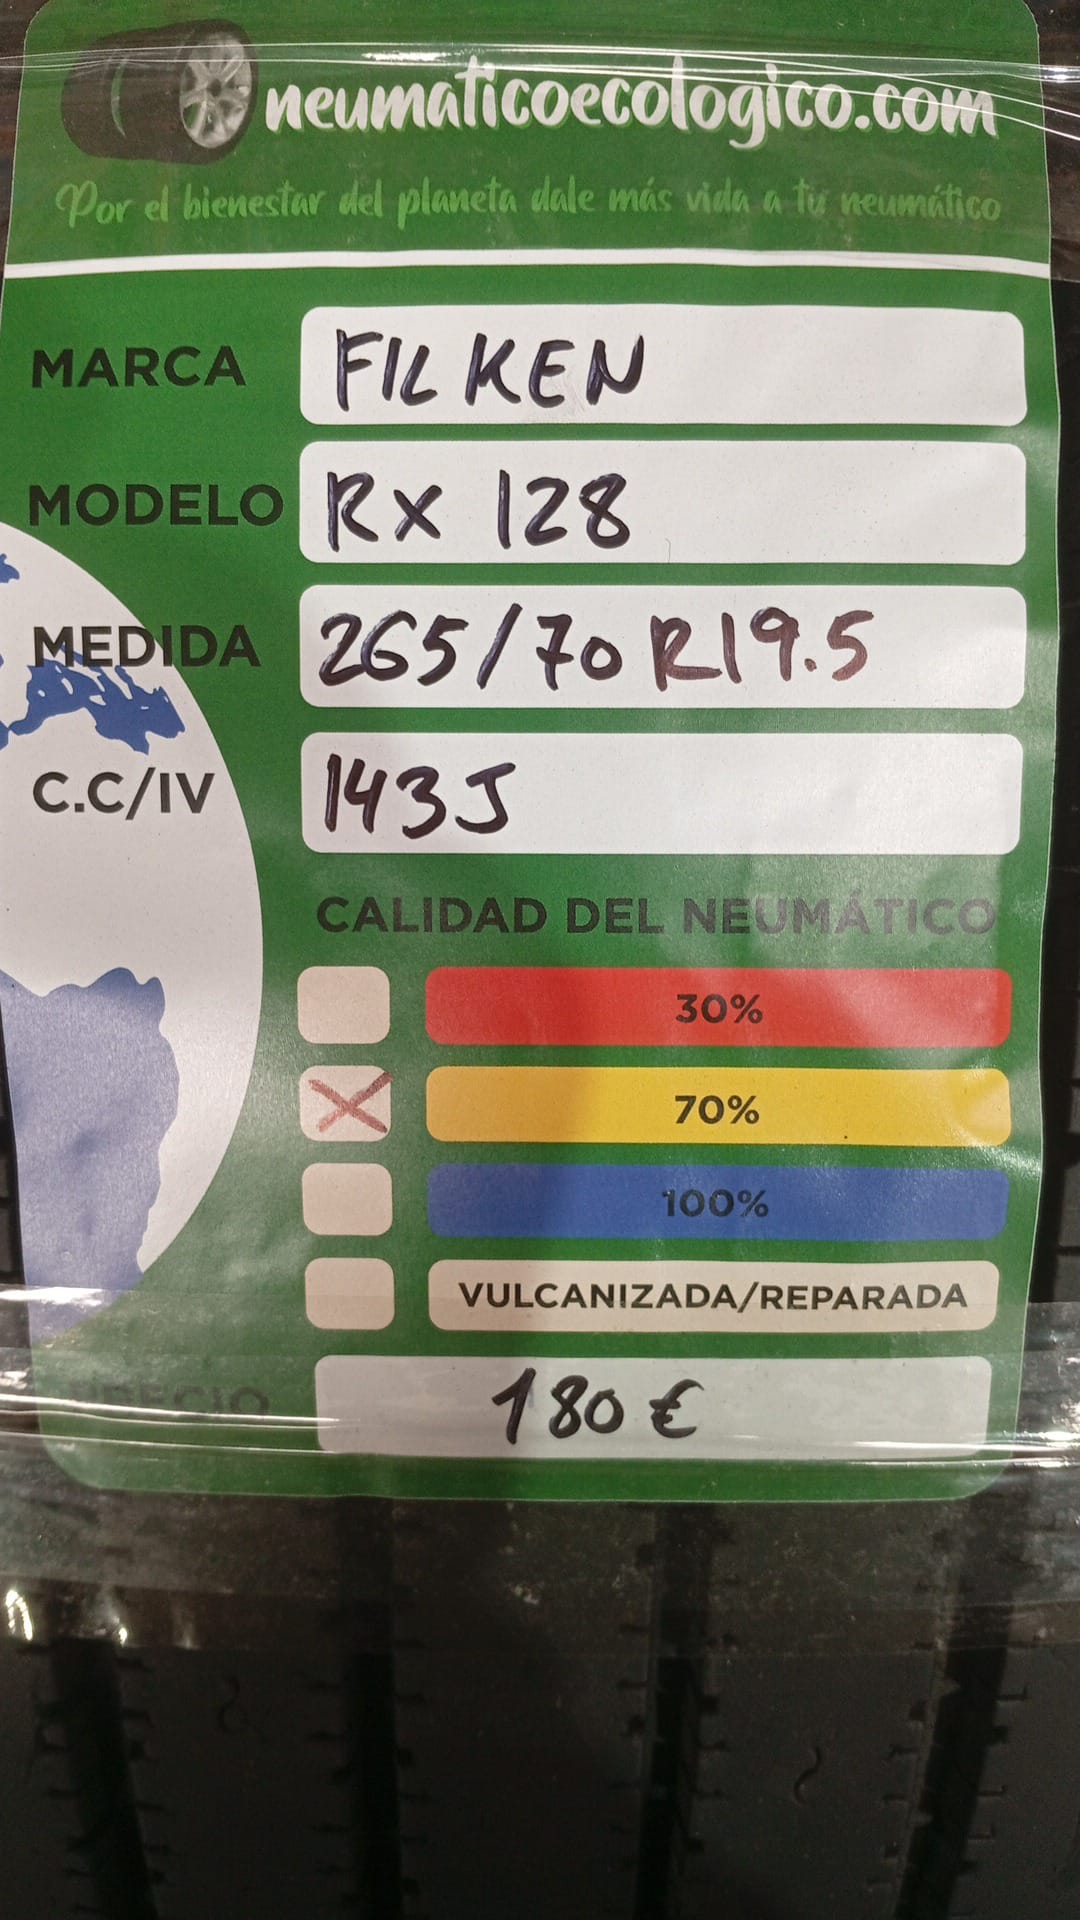 neumaticoecologico.com
Por el bienestar del planeta dale más vida a tu neumático
MARCA FILKEN
MODELO RX 128
MEDIDA 265/70 R19.5
C.C/IV 143J
CALIDAD DEL NEUMÁTICO
30%
X 70%
100%
VULCANIZADA/REPARADA
PRECIO 180 €